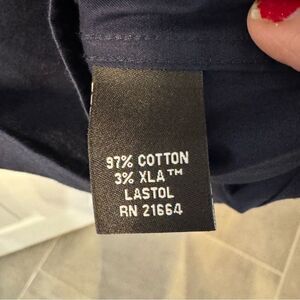 97% COTTON
3% XLA™
LASTOL
RN 21664